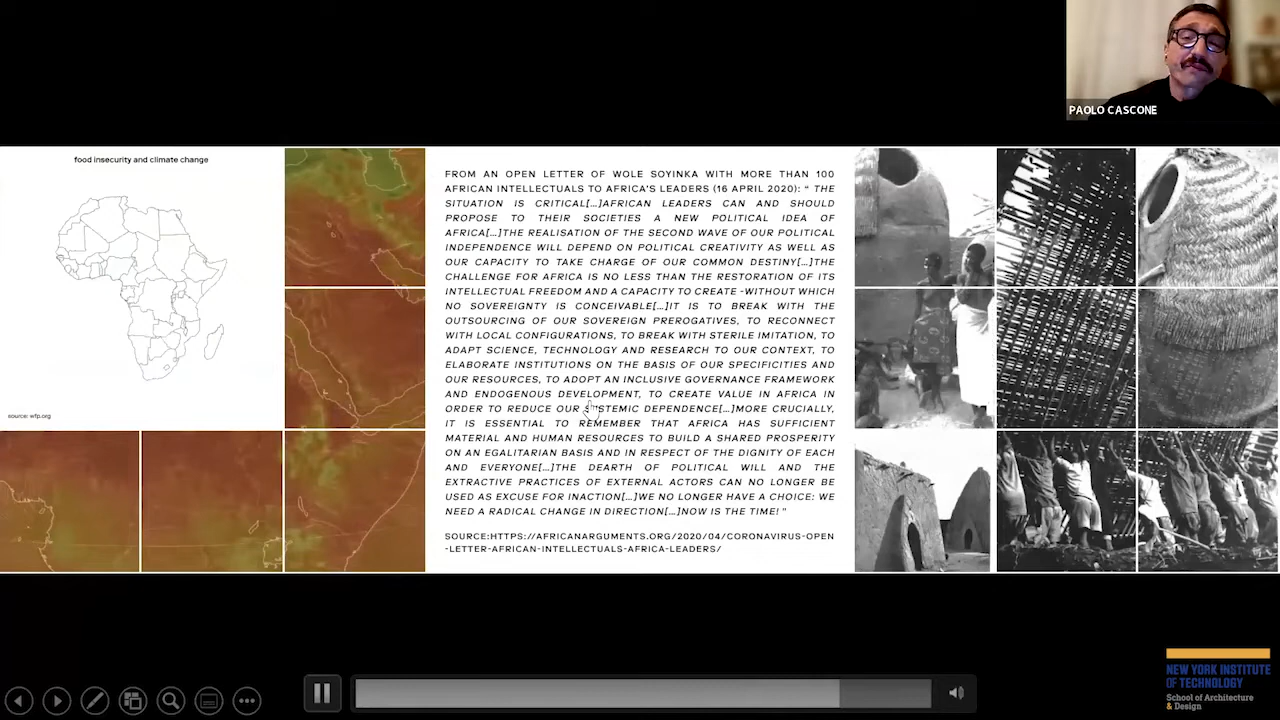 PAOLO CASCONE
food insecurity and climate change
source: wfp.org
FROM AN OPEN LETTER OF WOLE SOYINKA WITH MORE THAN 100
AFRICAN INTELLECTUALS TO AFRICA'S LEADERS (16 APRIL 2020): “ THE
SITUATION IS CRITICAL[...]AFRICAN LEADERS CAN AND SHOULD
PROPOSE TO THEIR SOCIETIES A NEW POLITICAL IDEA OF
AFRICA[...]THE REALISATION OF THE SECOND WAVE OF OUR POLITICAL
INDEPENDENCE WILL DEPEND ON POLITICAL CREATIVITY AS WELL AS
OUR CAPACITY TO TAKE CHARGE OF OUR COMMON DESTINY[...]THE
CHALLENGE FOR AFRICA IS NO LESS THAN THE RESTORATION OF ITS
INTELLECTUAL FREEDOM AND A CAPACITY TO CREATE -WITHOUT WHICH
NO SOVEREIGNTY IS CONCEIVABLE[...]IT IS TO BREAK WITH THE
OUTSOURCING OF OUR SOVEREIGN PREROGATIVES, TO RECONNECT
WITH LOCAL CONFIGURATIONS, TO BREAK WITH STERILE IMITATION, TO
ADAPT SCIENCE, TECHNOLOGY AND RESEARCH TO OUR CONTEXT, TO
ELABORATE INSTITUTIONS ON THE BASIS OF OUR SPECIFICITIES AND
OUR RESOURCES, TO ADOPT AN INCLUSIVE GOVERNANCE FRAMEWORK
AND ENDOGENOUS DEVELOPMENT, TO CREATE VALUE IN AFRICA IN
ORDER TO REDUCE OUR SYSTEMIC DEPENDENCE[...]MORE CRUCIALLY,
IT IS ESSENTIAL TO REMEMBER THAT AFRICA HAS SUFFICIENT
MATERIAL AND HUMAN RESOURCES TO BUILD A SHARED PROSPERITY
ON AN EGALITARIAN BASIS AND IN RESPECT OF THE DIGNITY OF EACH
AND EVERYONE[...]THE DEARTH OF POLITICAL WILL AND THE
EXTRACTIVE PRACTICES OF EXTERNAL ACTORS CAN NO LONGER BE
USED AS EXCUSE FOR INACTION[...]WE NO LONGER HAVE A CHOICE: WE
NEED A RADICAL CHANGE IN DIRECTION[...]NOW IS THE TIME! ”
SOURCE:HTTPS://AFRICANARGUMENTS.ORG/2020/04/CORONAVIRUS-OPEN
-LETTER-AFRICAN-INTELLECTUALS-AFRICA-LEADERS/
NEW YORK INSTITUTE
OF TECHNOLOGY
School of Architecture
& Design